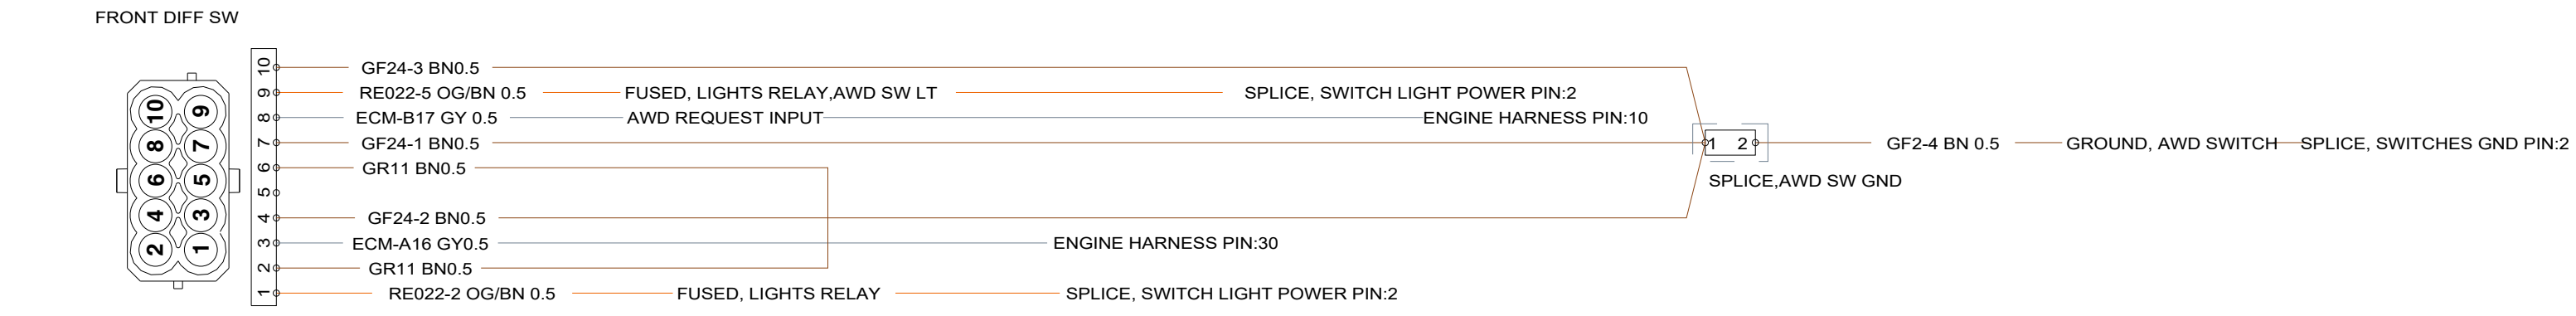 FRONT DIFF SW
10 GF24-3 BN0.5
9 RE022-5 OG/BN 0.5 FUSED, LIGHTS RELAY,AWD SW LT SPLICE, SWITCH LIGHT POWER PIN:2
8 ECM-B17 GY 0.5 AWD REQUEST INPUT ENGINE HARNESS PIN:10
7 GF24-1 BN0.5 1 2 GF2-4 BN 0.5 GROUND, AWD SWITCH SPLICE, SWITCHES GND PIN:2
6 GR11 BN0.5
SPLICE,AWD SW GND
5
4 GF24-2 BN0.5
3 ECM-A16 GY0.5 ENGINE HARNESS PIN:30
2 GR11 BN0.5
1 RE022-2 OG/BN 0.5 FUSED, LIGHTS RELAY SPLICE, SWITCH LIGHT POWER PIN:2
10 9
8 7
6 5
4 3
2 1